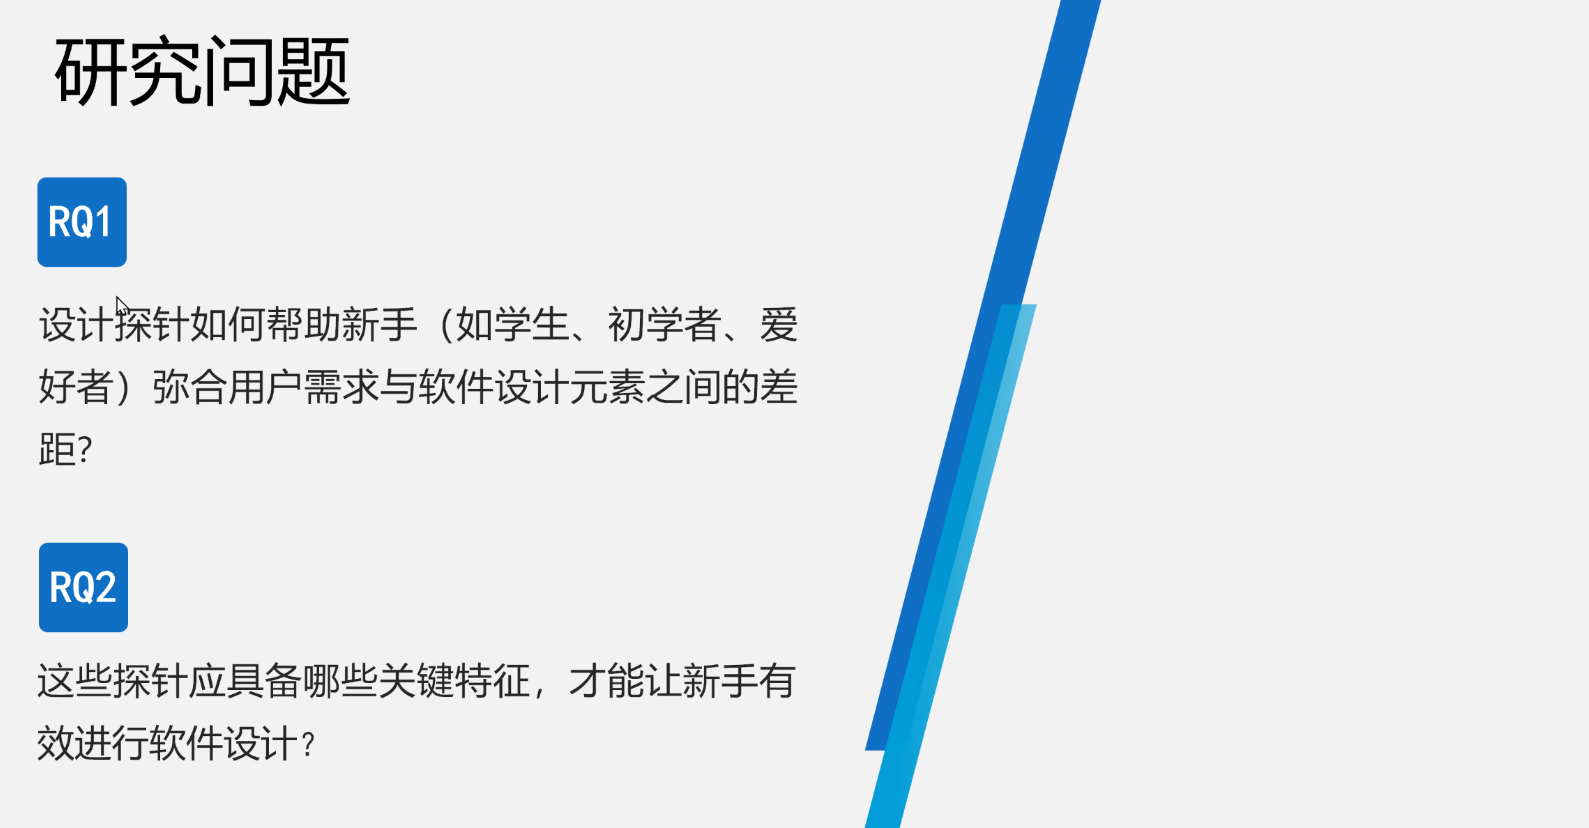 研究问题
RQ1
设计探针如何帮助新手（如学生、初学者、爱
好者）弥合用户需求与软件设计元素之间的差
距？
RQ2
这些探针应具备哪些关键特征，才能让新手有
效进行软件设计？